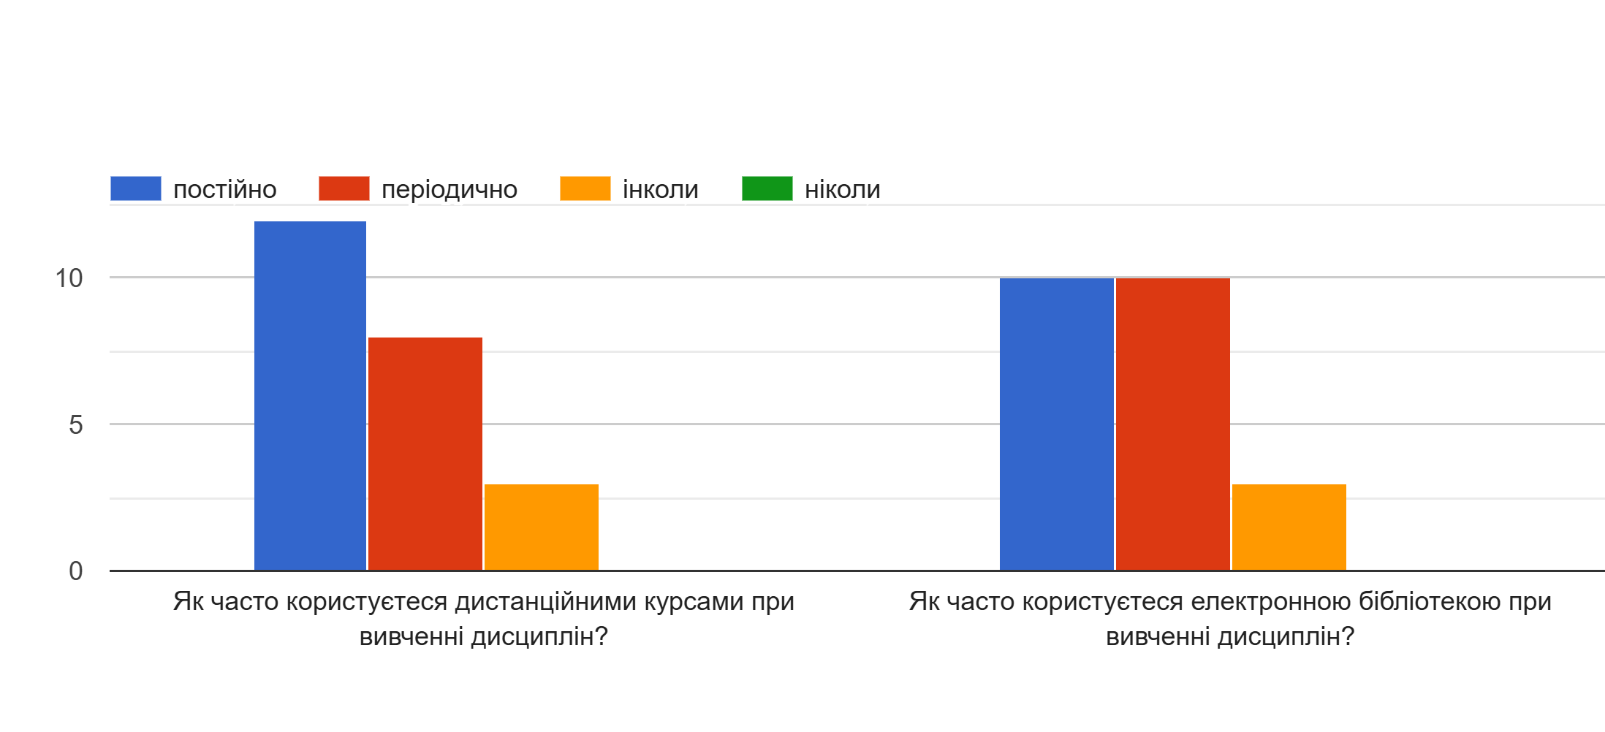 постійно періодично інколи ніколи
10
5
0
Як часто користуєтеся дистанційними курсами при
вивченні дисциплін?
Як часто користуєтеся електронною бібліотекою при
вивченні дисциплін?